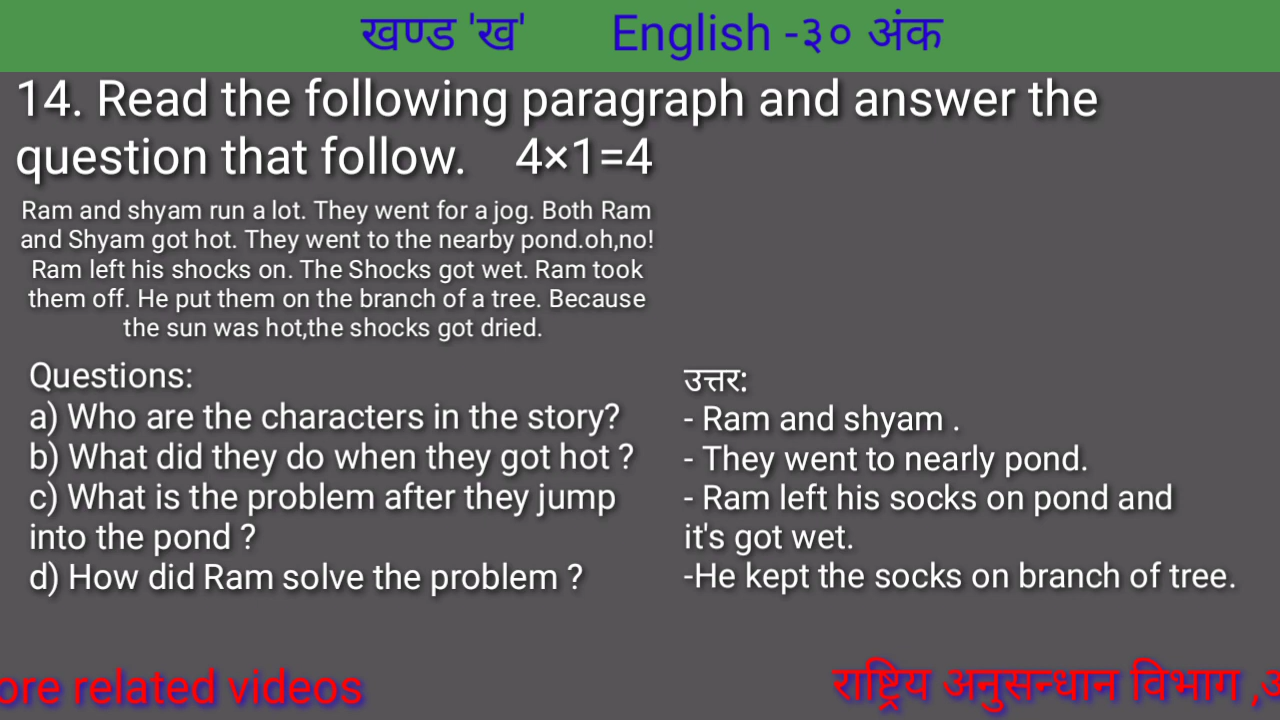 खण्ड 'ख' English -३० अंक
14. Read the following paragraph and answer the
question that follow. 4×1=4
Ram and shyam run a lot. They went for a jog. Both Ram
and Shyam got hot. They went to the nearby pond.oh,no!
Ram left his shocks on. The Shocks got wet. Ram took
them off. He put them on the branch of a tree. Because
the sun was hot,the shocks got dried.
Questions:
a) Who are the characters in the story?
b) What did they do when they got hot ?
c) What is the problem after they jump
into the pond ?
d) How did Ram solve the problem ?
उत्तर:
- Ram and shyam .
- They went to nearly pond.
- Ram left his socks on pond and
it's got wet.
-He kept the socks on branch of tree.
ore related videos
राष्ट्रिय अनुसन्धान विभाग ,